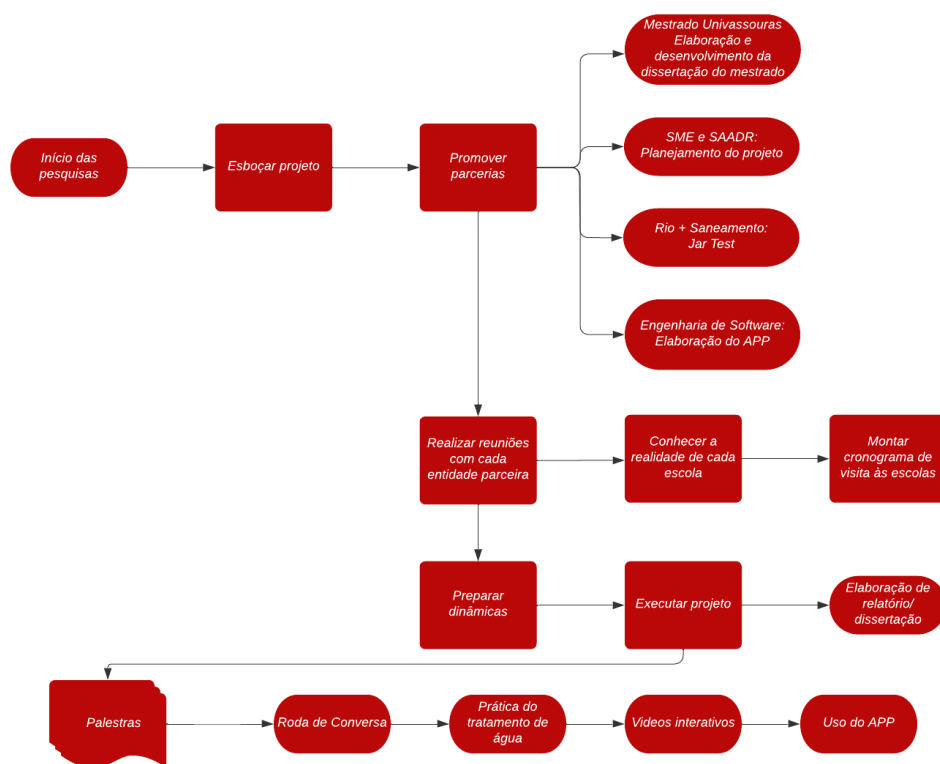 Mestrado Univassouras
Elaboração e
desenvolvimento da
dissertação do mestrado
Início das
pesquisas
Esboçar projeto
Promover
parcerias
SME e SAADR:
Planejamento do projeto
Rio + Saneamento:
Jar Test
Engenharia de Software:
Elaboração do APP
Realizar reuniões
com cada
entidade parceira
Conhecer a
realidade de cada
escola
Montar
cronograma de
visita às escolas
Preparar
dinâmicas
Executar projeto
Elaboração de
relatório/
dissertação
Palestras
Roda de Conversa
Prática do
tratamento de
água
Videos interativos
Uso do APP